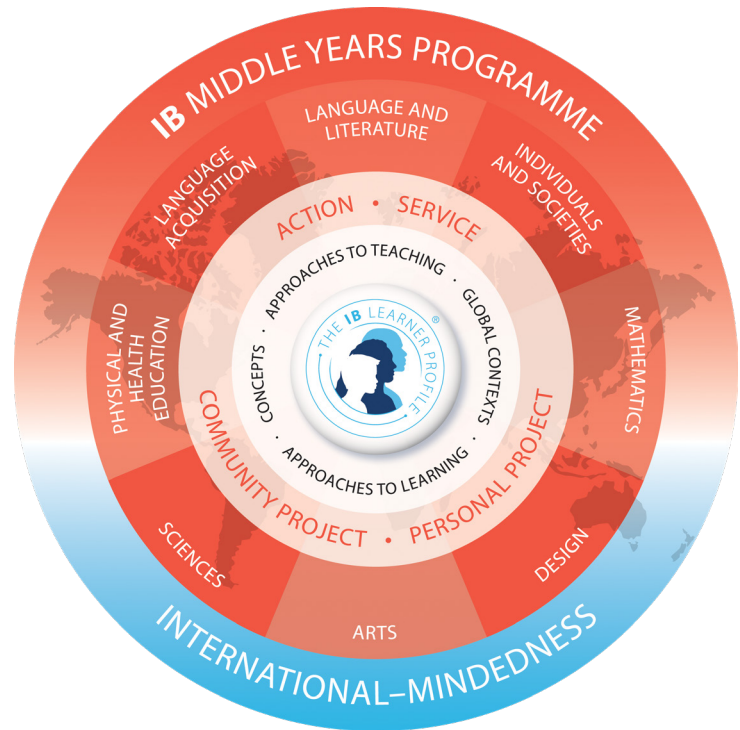 IB MIDDLE YEARS PROGRAMME
LANGUAGE AND
LITERATURE
INDIVIDUALS
AND SOCIETIES
MATHEMATICS
DESIGN
ARTS
SCIENCES
PHYSICAL AND
HEALTH
EDUCATION
LANGUAGE
ACQUISITION
ACTION • SERVICE
PERSONAL PROJECT
•
COMMUNITY PROJECT
APPROACHES TO TEACHING
· GLOBAL CONTEXTS
· APPROACHES TO LEARNING
· CONCEPTS ·
THE IB LEARNER PROFILE ®
INTERNATIONAL–MINDEDNESS